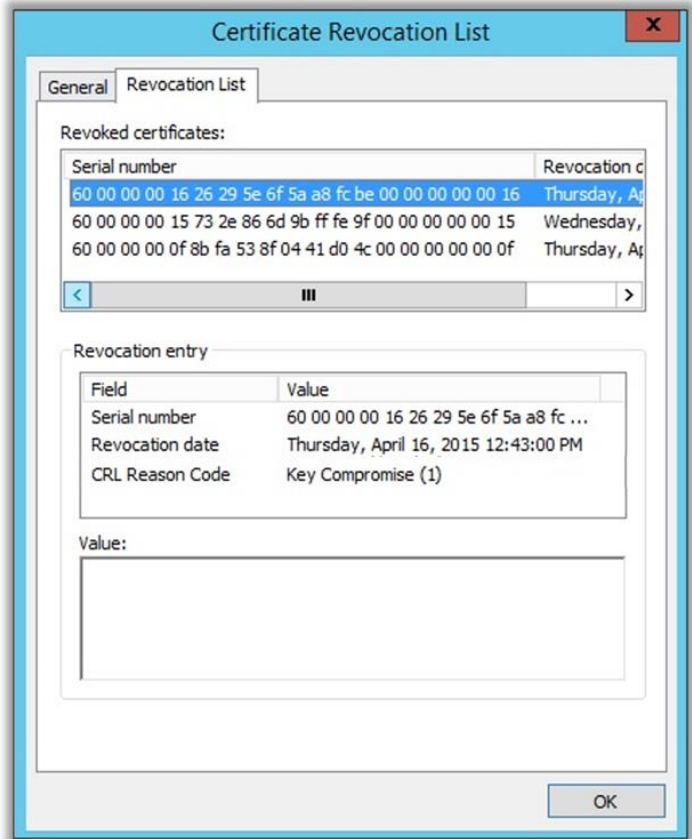 Certificate Revocation List
X
General Revocation List
Revoked certificates:
Serial number Revocation d
60 00 00 00 16 26 29 5e 6f 5a a8 fc be 00 00 00 00 00 16 Thursday, Ap
60 00 00 00 15 73 2e 86 6d 9b ff fe 9f 00 00 00 00 00 15 Wednesday,
60 00 00 00 0f 8b fa 53 8f 04 41 d0 4c 00 00 00 00 00 0f Thursday, Ap
Revocation entry
Field Value
Serial number 60 00 00 00 16 26 29 5e 6f 5a a8 fc ...
Revocation date Thursday, April 16, 2015 12:43:00 PM
CRL Reason Code Key Compromise (1)
Value:
OK